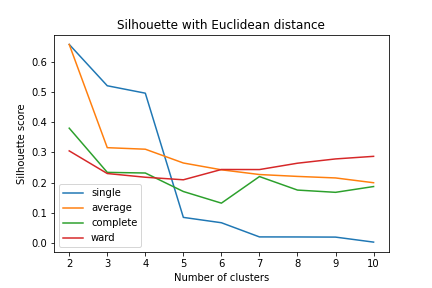 Silhouette with Euclidean distance
Silhouette score
0.6
0.5
0.4
0.3
0.2
0.1
0.0
single
average
complete
ward
2 3 4 5 6 7 8 9 10
Number of clusters